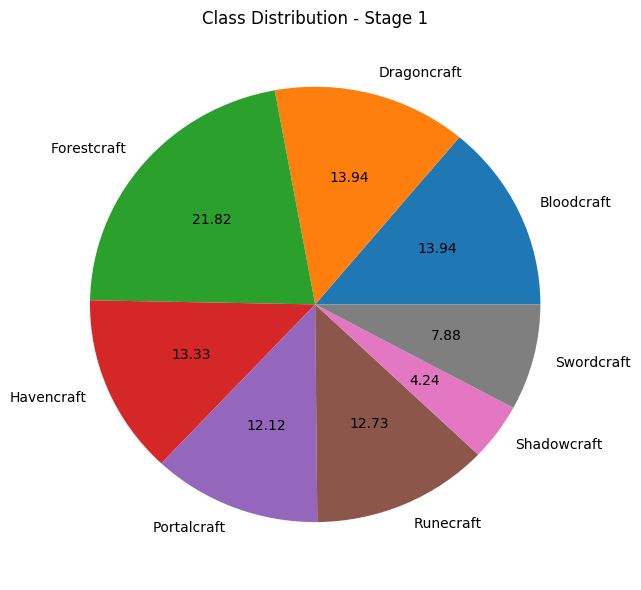 Class Distribution - Stage 1
Dragoncraft
Forestcraft
13.94
Bloodcraft
21.82
13.94
7.88
13.33
Swordcraft
4.24
Havencraft
12.12
12.73
Shadowcraft
Portalcraft
Runecraft